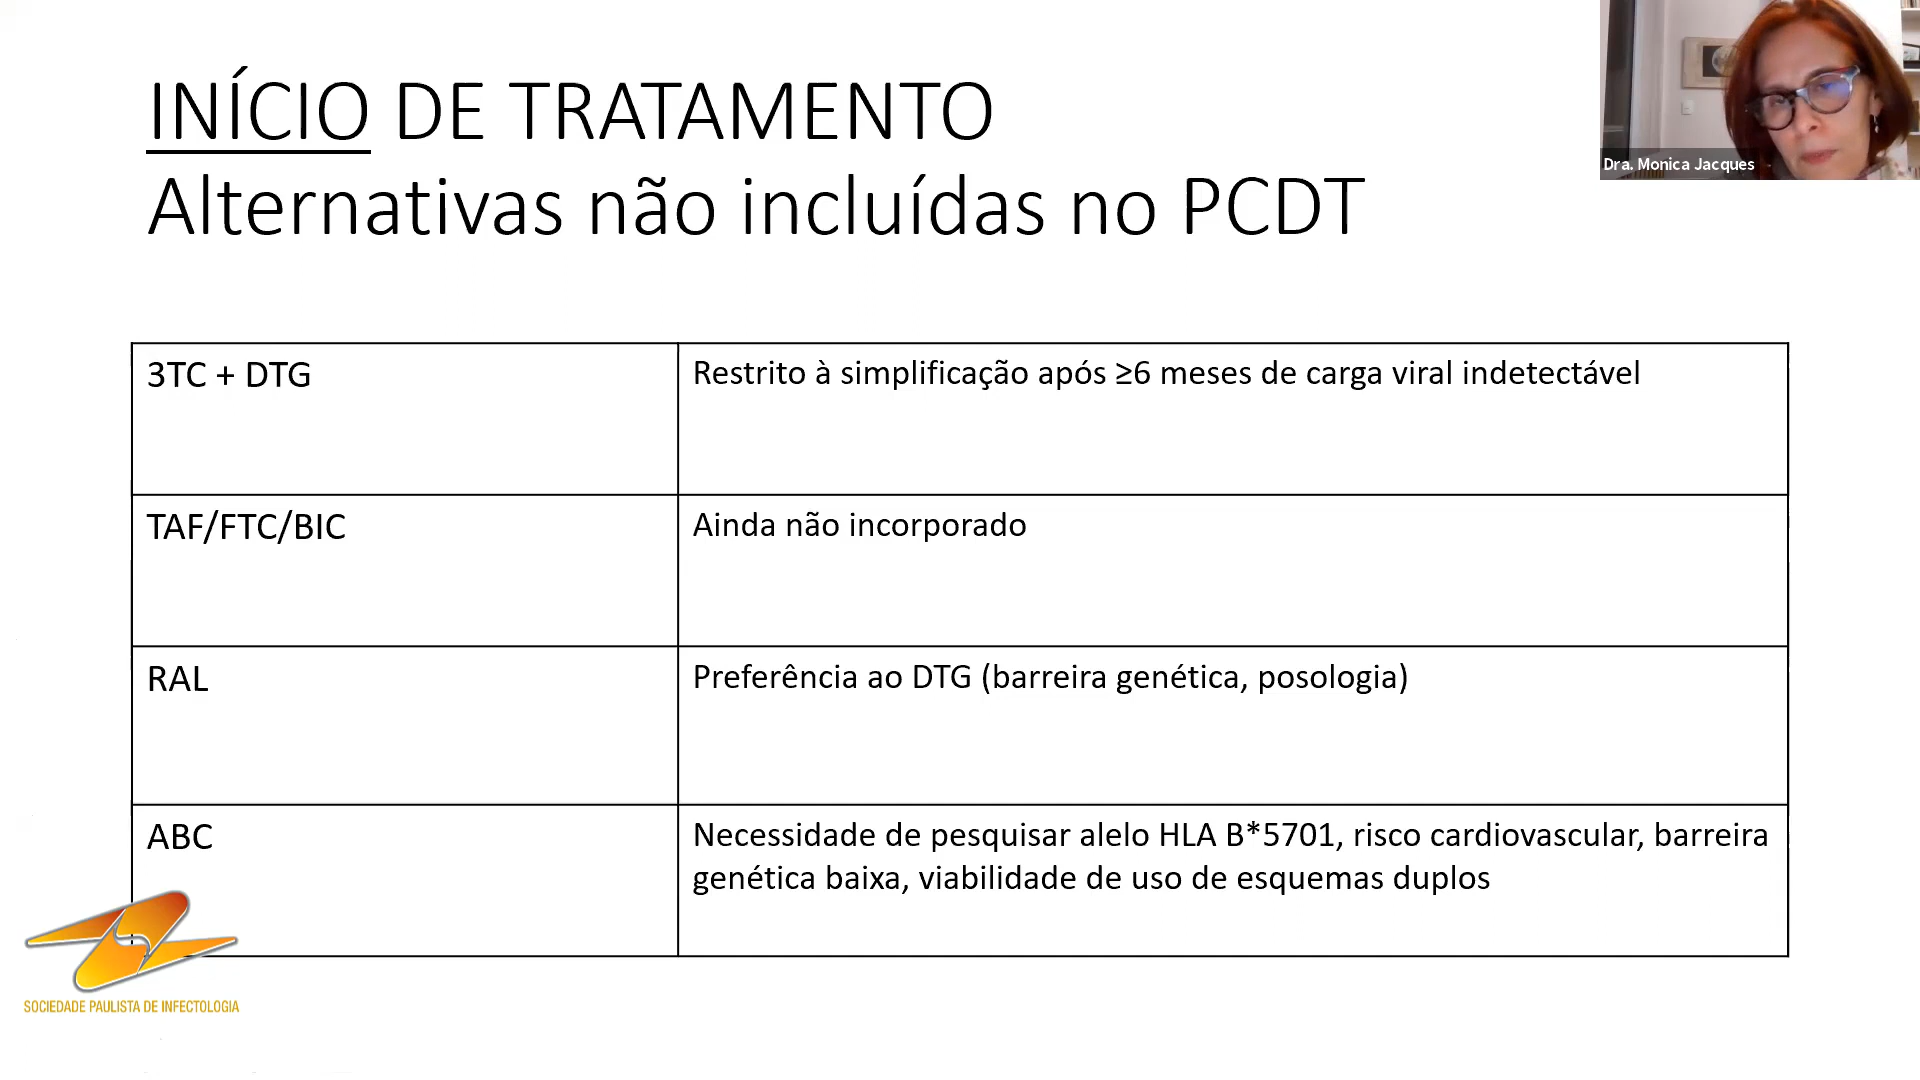 INÍCIO DE TRATAMENTO
Alternativas não incluídas no PCDT
Dra. Monica Jacques
3TC + DTG
Restrito à simplificação após ≥6 meses de carga viral indetectável
TAF/FTC/BIC
Ainda não incorporado
RAL
Preferência ao DTG (barreira genética, posologia)
ABC
Necessidade de pesquisar alelo HLA B*5701, risco cardiovascular, barreira
genética baixa, viabilidade de uso de esquemas duplos
SOCIEDADE PAULISTA DE INFECTOLOGIA